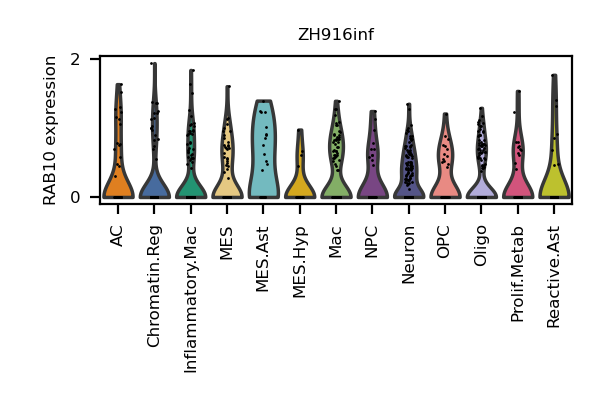 ZH916inf
RAB10 expression
2
0
AC
Chromatin.Reg
Inflammatory.Mac
MES
MES.Ast
MES.Hyp
Mac
NPC
Neuron
OPC
Oligo
Prolif.Metab
Reactive.Ast